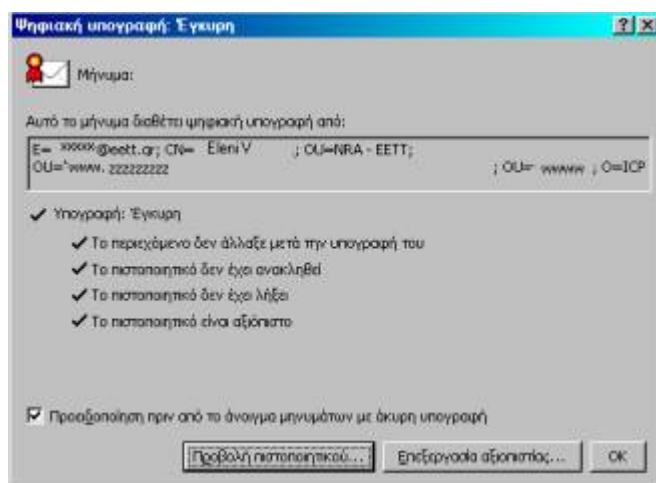 Ψηφιακή υπογραφή: Έγκυρη
Μήνυμα:
Αυτό το μήνυμα διαθέτει ψηφιακή υπογραφή από:
E= xxxxx@eett.gr; CN= Eleni V ; OU=NRA - EETT;
OU="www. zzzzzzzzz ; OU= wwwww ; O=ICP
Υπογραφή: Έγκυρη
Το περιεχόμενο δεν άλλαξε μετά την υπογραφή του
Το πιστοποιητικό δεν έχει ανακληθεί
Το πιστοποιητικό δεν έχει λήξει
Το πιστοποιητικό είναι αξιόπιστο
Προειδοποίηση πριν από το άνοιγμα μηνυμάτων με άκυρη υπογραφή
Προβολή πιστοποιητικού... Επεξεργασία αξιοπιστίας... OK